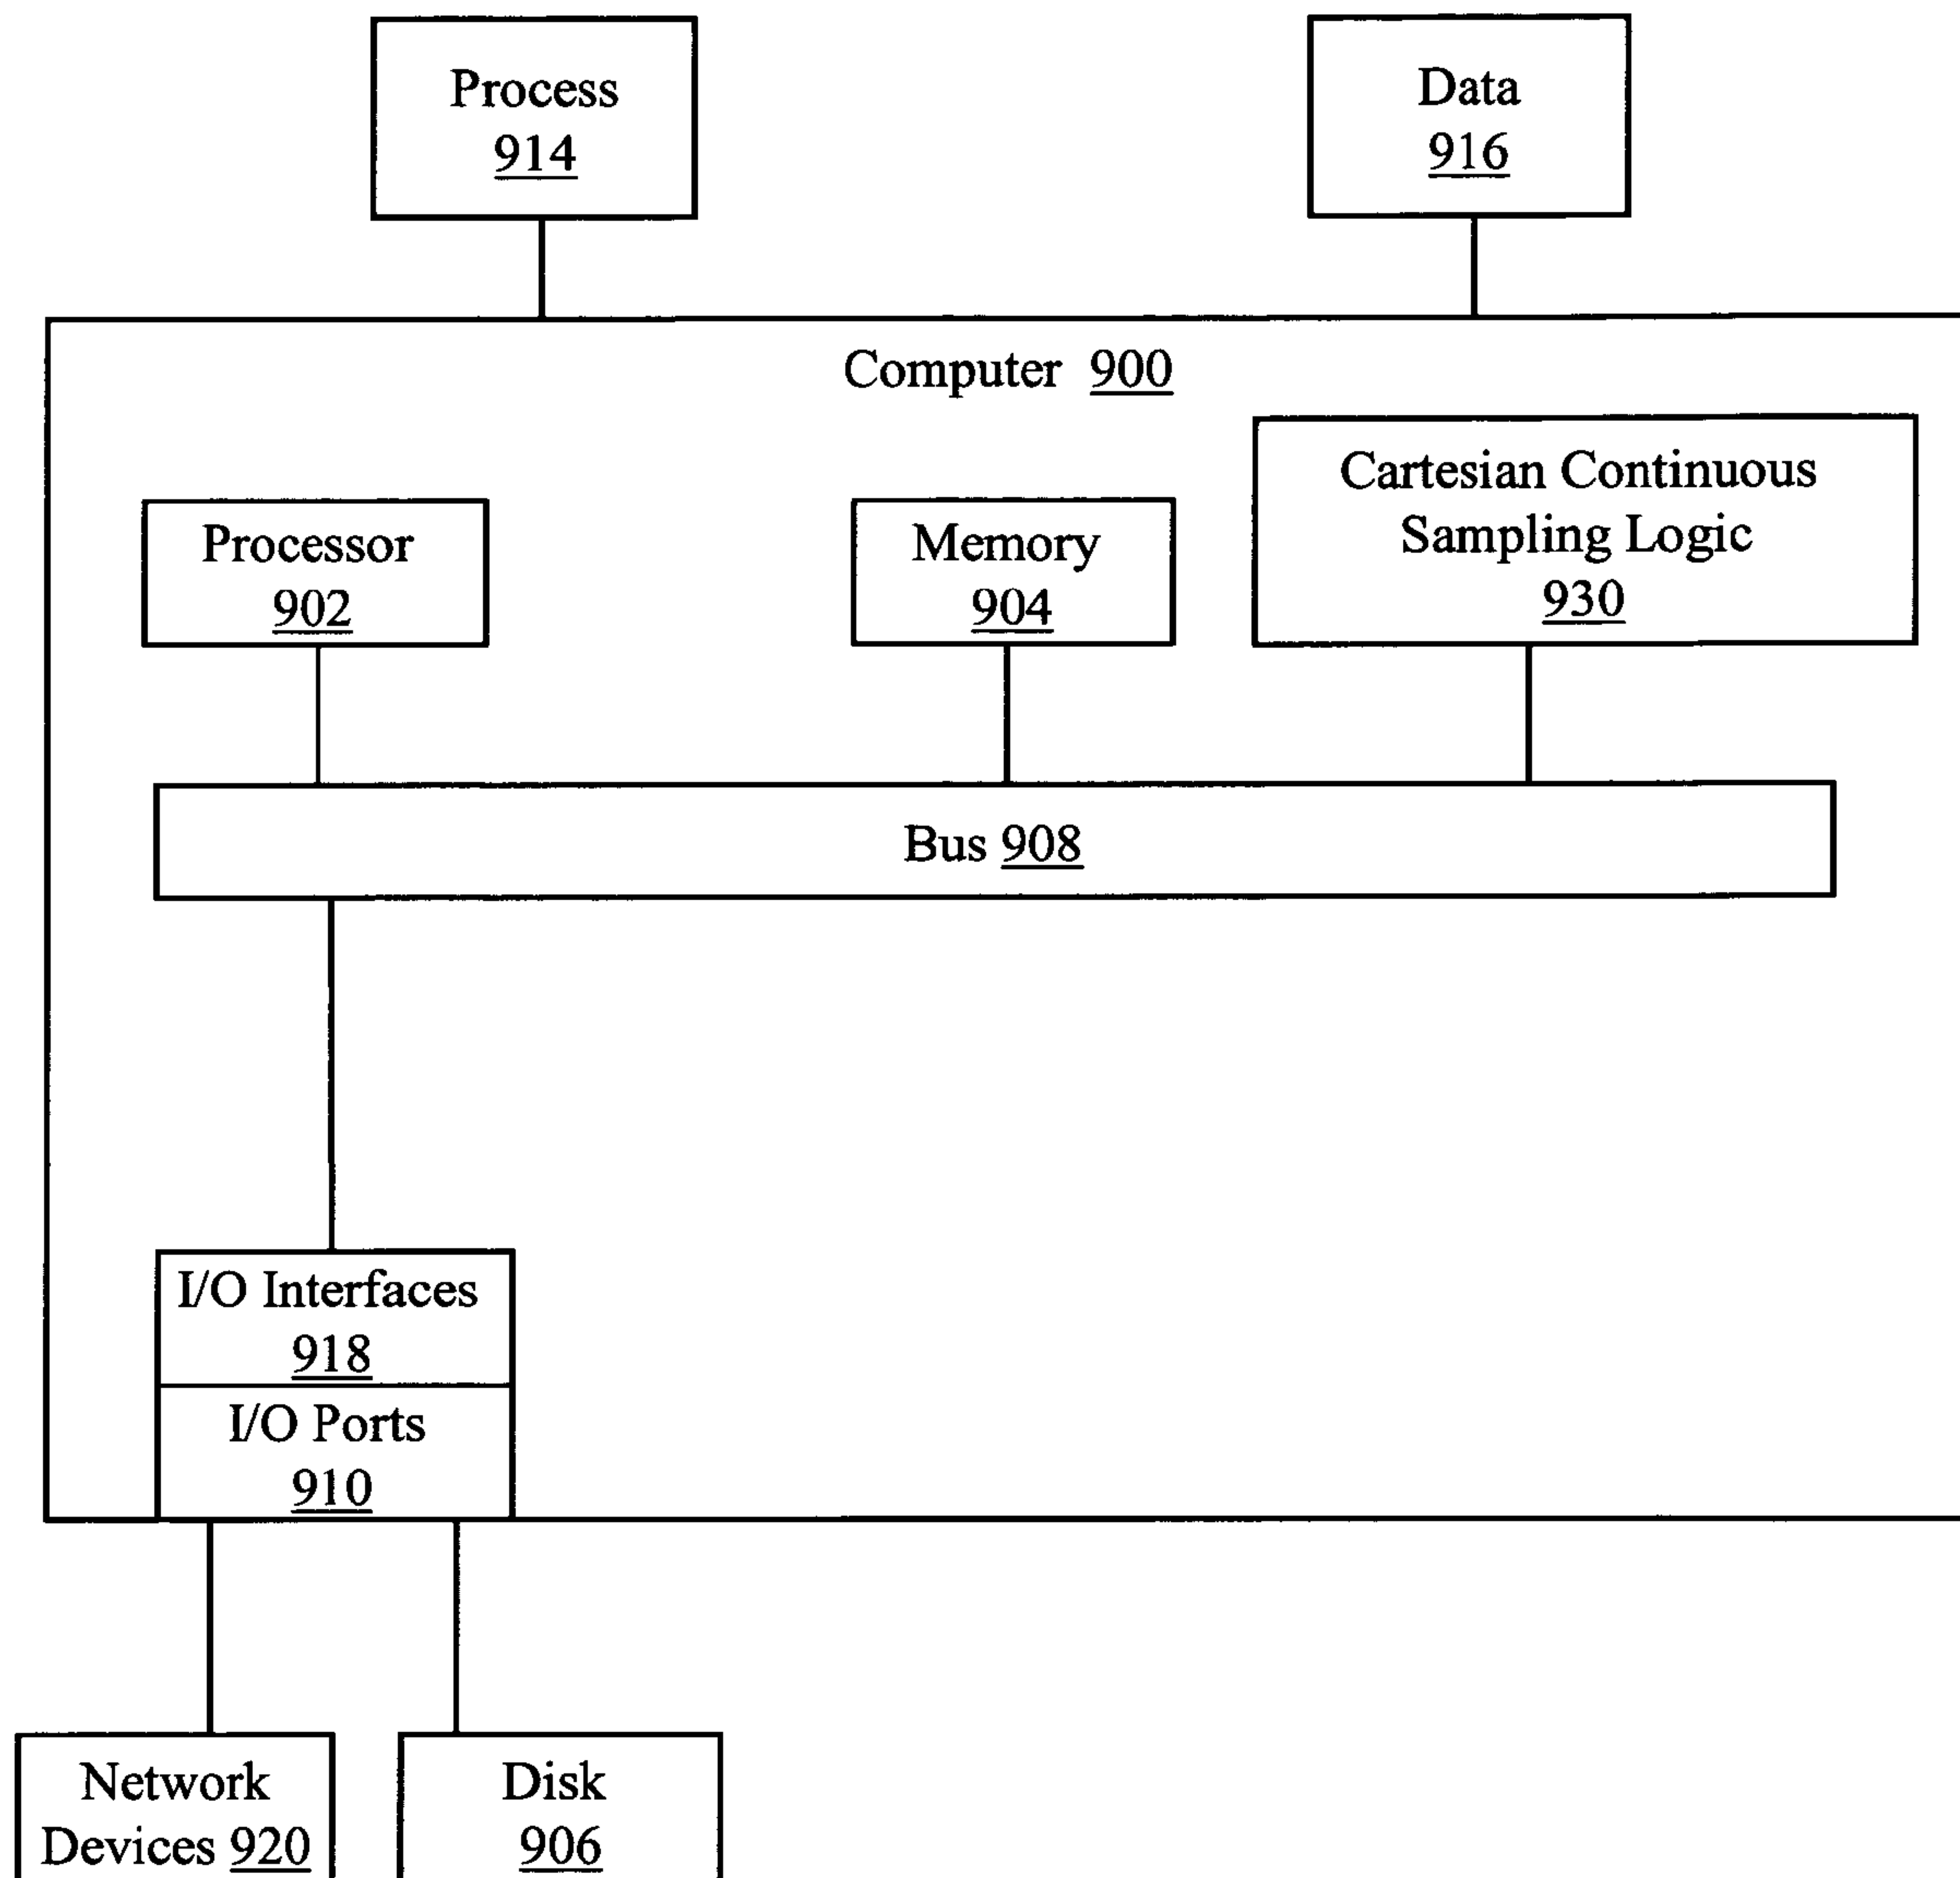 Process
914
Data
916
Computer 900
Cartesian Continuous
Sampling Logic
930
Processor
902
Memory
904
Bus 908
I/O Interfaces
918
I/O Ports
910
Network
Devices 920
Disk
906